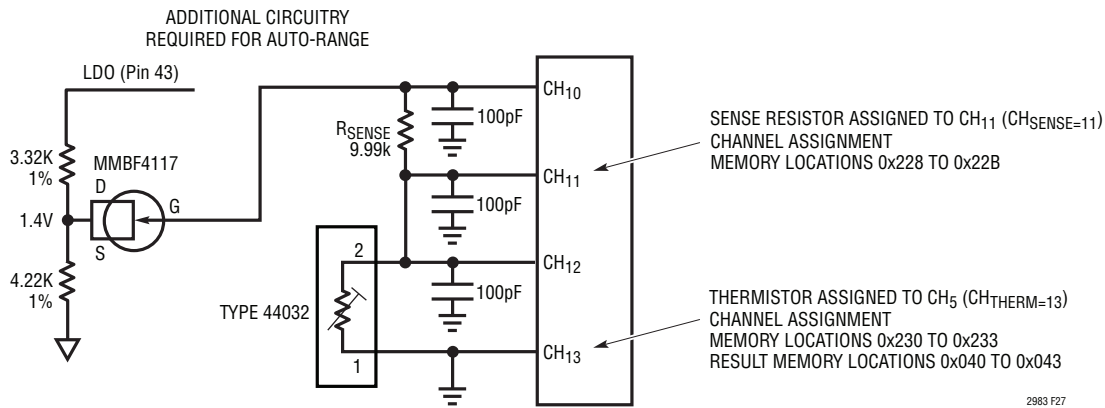 ADDITIONAL CIRCUITRY
REQUIRED FOR AUTO-RANGE
LDO (Pin 43)
3.32K
1%
MMBF4117
D
G
1.4V
S
4.22K
1%
RSENSE
9.99k
100pF
100pF
100pF
CH10
CH11
CH12
CH13
2
TYPE 44032
1
SENSE RESISTOR ASSIGNED TO CH11 (CHSENSE=11)
CHANNEL ASSIGNMENT
MEMORY LOCATIONS 0x228 TO 0x22B
THERMISTOR ASSIGNED TO CH5 (CHTHERM=13)
CHANNEL ASSIGNMENT
MEMORY LOCATIONS 0x230 TO 0x233
RESULT MEMORY LOCATIONS 0x040 TO 0x043
2983 F27